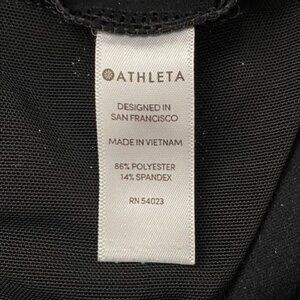 ATHLETA
DESIGNED IN
SAN FRANCISCO
MADE IN VIETNAM
86% POLYESTER
14% SPANDEX
RN 54023